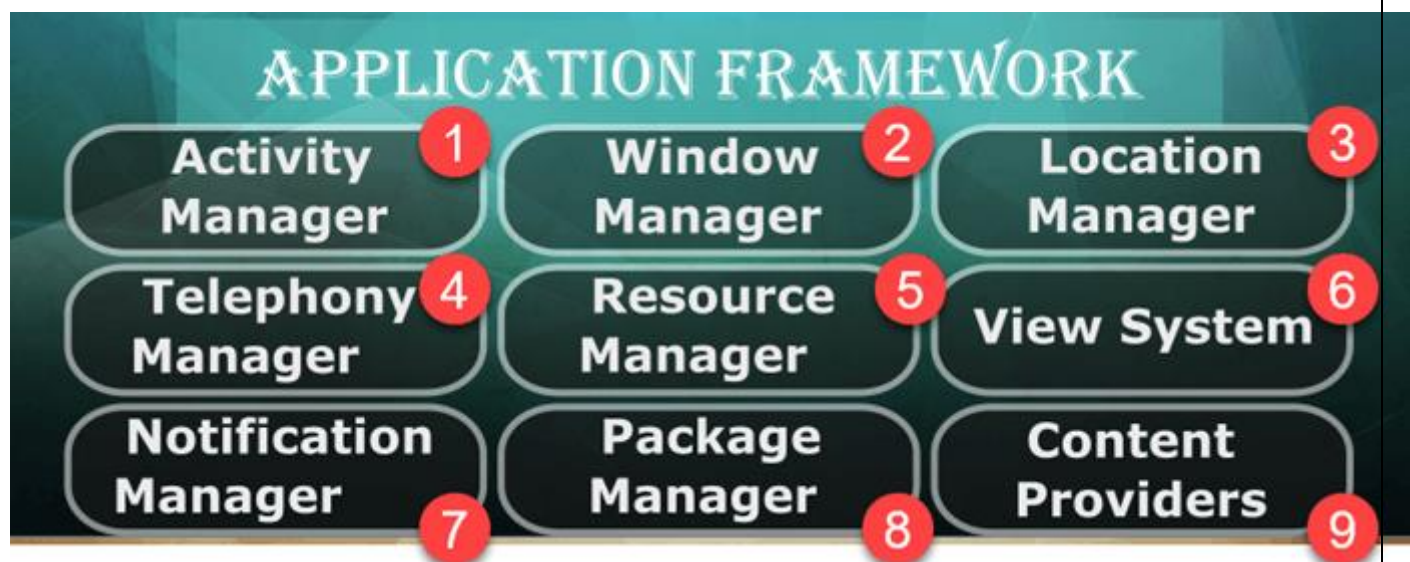 APPLICATION FRAMEWORK
Activity
Manager
1
Window
Manager
2
Location
Manager
3
Telephony
Manager
4
Resource
Manager
5
View System
6
Notification
Manager
7
Package
Manager
8
Content
Providers
9